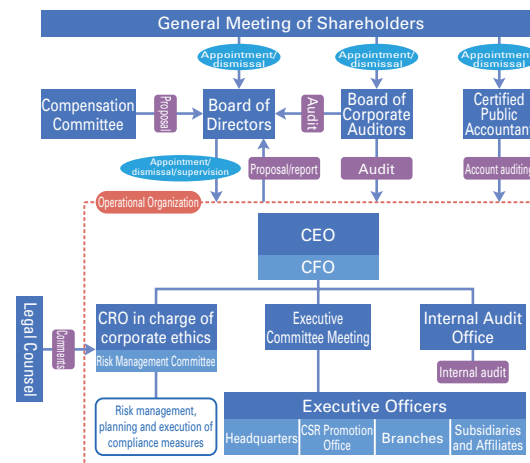 General Meeting of Shareholders
Appointment/
dismissal
Appointment/
dismissal
Appointment/
dismissal
Compensation
Committee
Proposal
Board of
Directors
Audit
Board of
Corporate
Auditors
Certified
Public
Accountant
Appointment/
dismissal/supervision
Proposal/report
Audit
Account auditing
Operational Organization
CEO
CFO
Legal Counsel
Comments
CRO in charge of
corporate ethics
Risk Management Committee
Executive
Committee Meeting
Internal Audit
Office
Internal audit
Risk management,
planning and execution of
compliance measures
Executive Officers
Headquarters
CSR Promotion
Office
Branches
Subsidiaries
and Affiliates